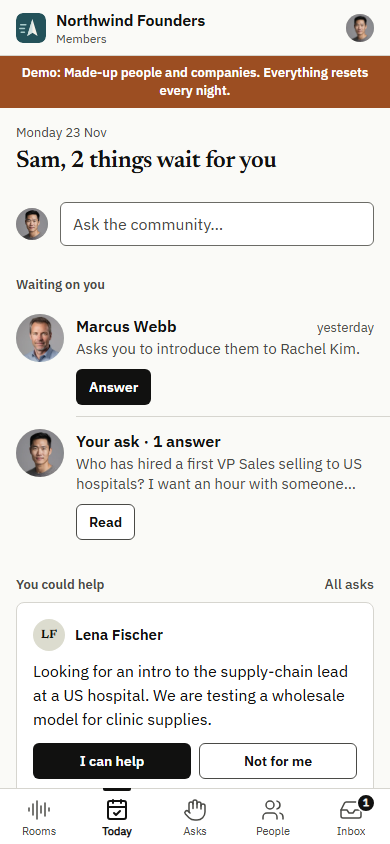 Northwind Founders
Members
Demo: Made-up people and companies. Everything resets
every night.
Monday 23 Nov
Sam, 2 things wait for you
Ask the community...
Waiting on you
Marcus Webb
yesterday
Asks you to introduce them to Rachel Kim.
Answer
Your ask · 1 answer
Who has hired a first VP Sales selling to US
hospitals? I want an hour with someone...
Read
You could help
All asks
LF
Lena Fischer
Looking for an intro to the supply-chain lead
at a US hospital. We are testing a wholesale
model for clinic supplies.
I can help
Not for me
1
Rooms
Today
Asks
People
Inbox